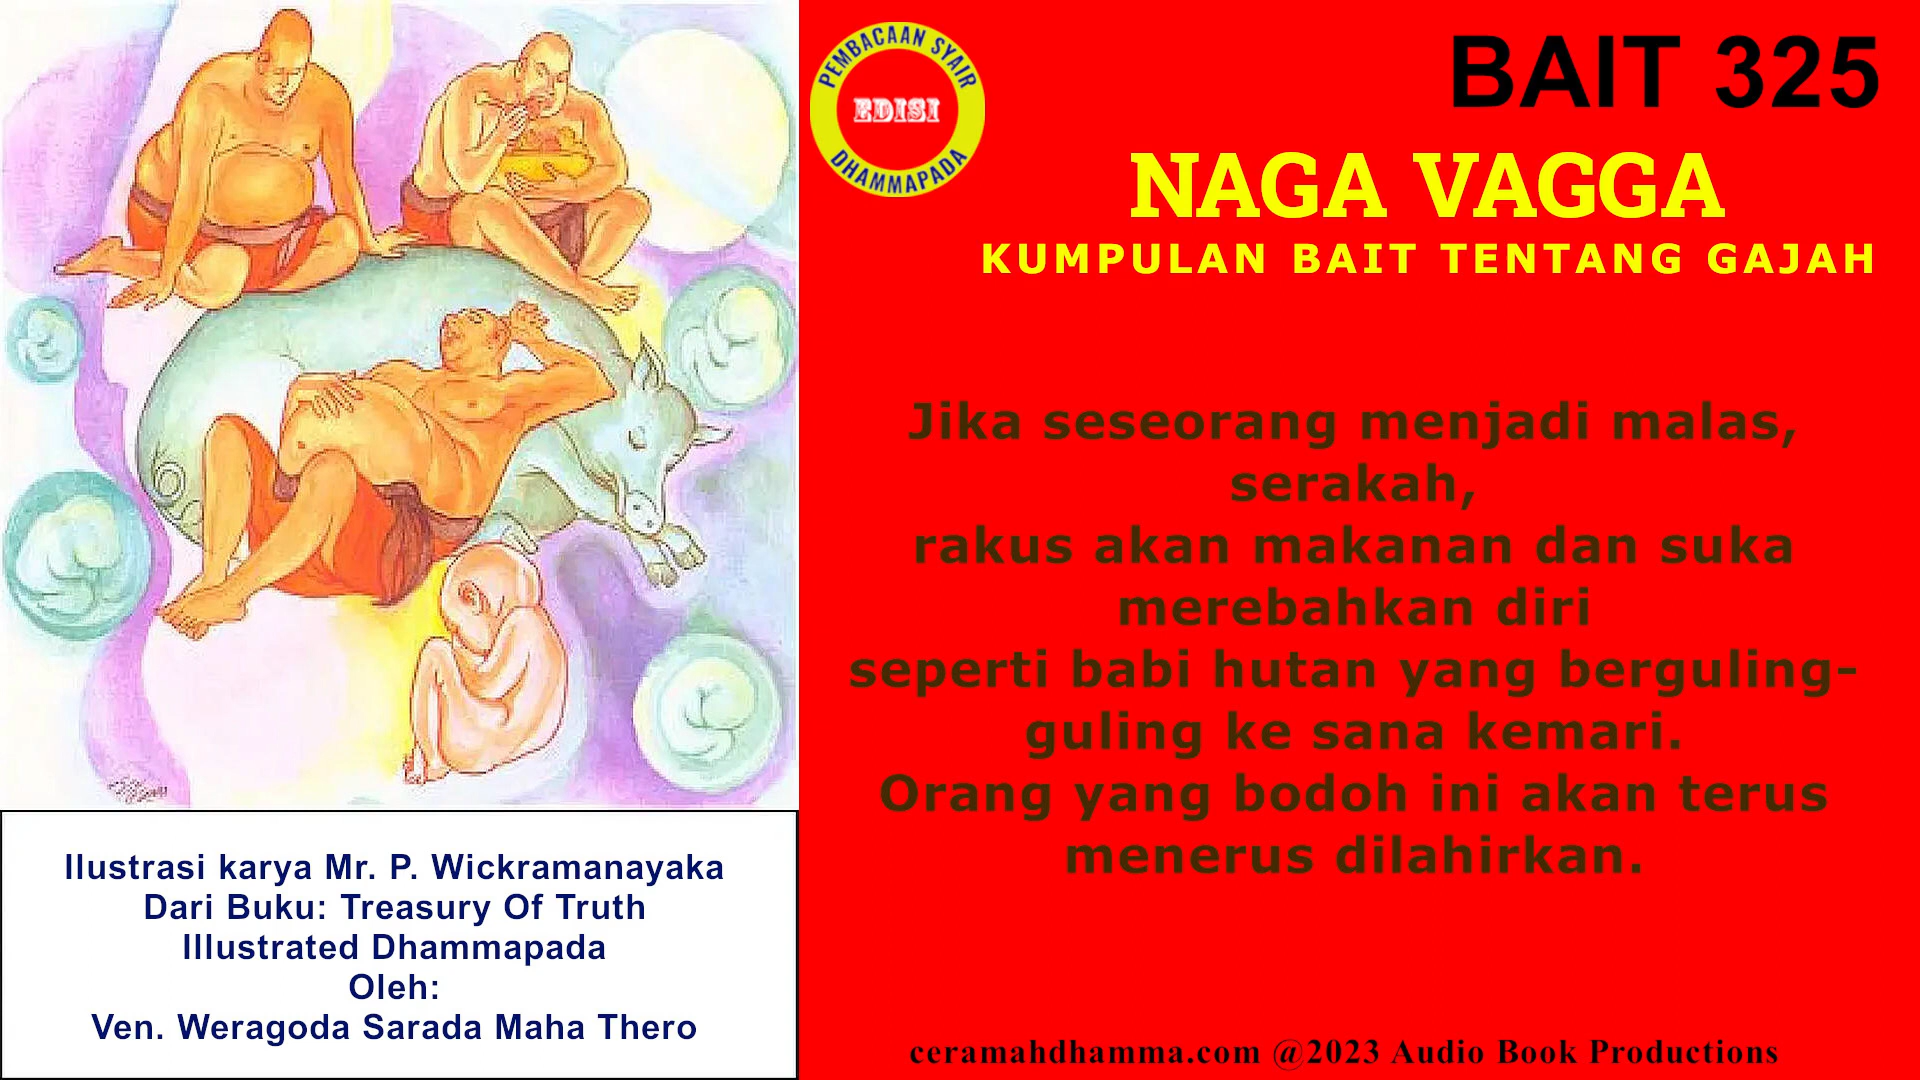 PEMBACAAN SYAIR
EDISI
DHAMMAPADA
BAIT 325
NAGA VAGGA
KUMPULAN BAIT TENTANG GAJAH
Jika seseorang menjadi malas,
serakah,
rakus akan makanan dan suka
merebahkan diri
seperti babi hutan yang berguling-
guling ke sana kemari.
Orang yang bodoh ini akan terus
menerus dilahirkan.
Ilustrasi karya Mr. P. Wickramanayaka
Dari Buku: Treasury Of Truth
Illustrated Dhammapada
Oleh:
Ven. Weragoda Sarada Maha Thero
ceramahdhamma.com @2023 Audio Book Productions